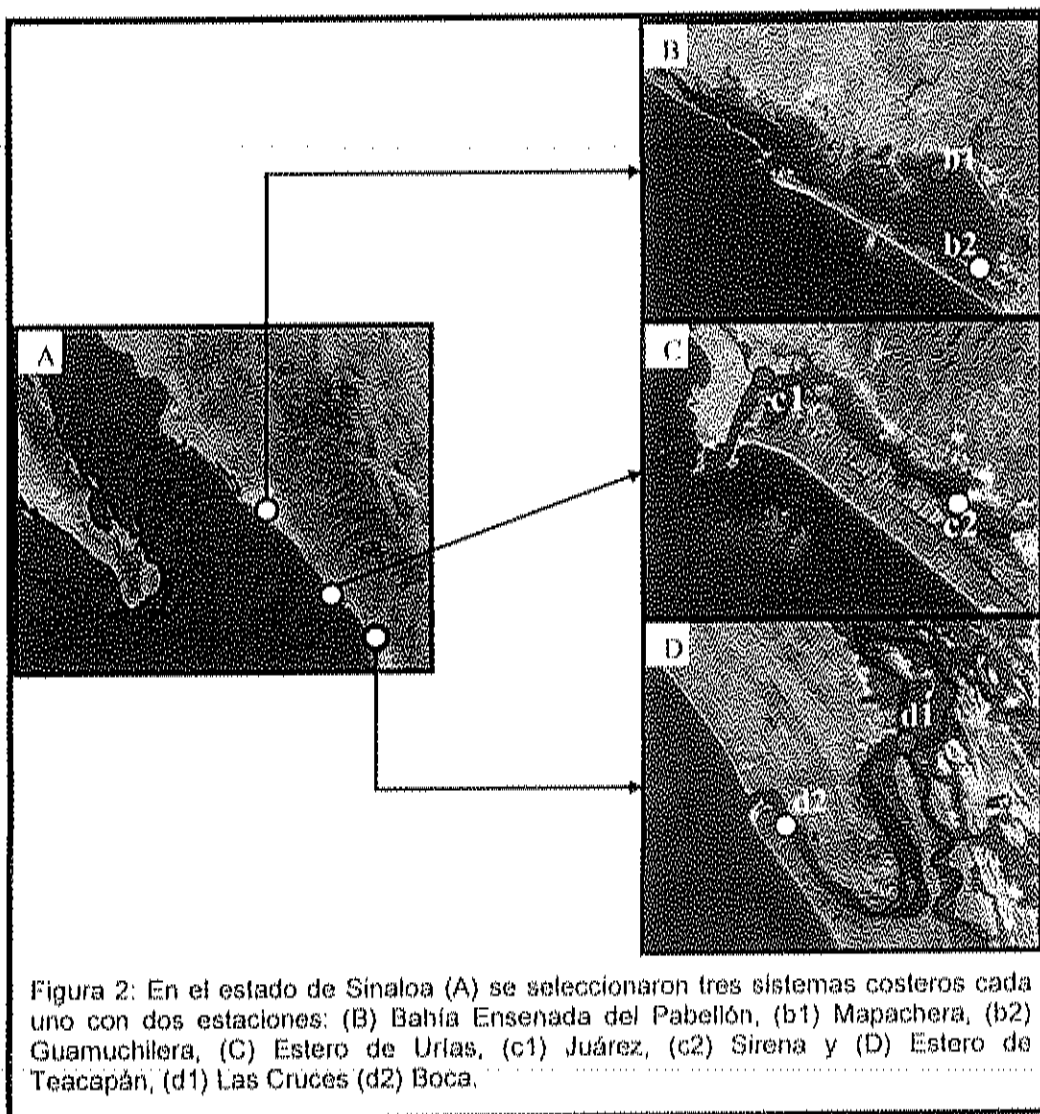 B
b1
b2
A
C
c1
c2
D
d1
d2
Figura 2: En el estado de Sinaloa (A) se seleccionaron tres sistemas costeros cada
uno con dos estaciones: (B) Bahía Ensenada del Pabellón, (b1) Mapachera, (b2)
Guamuchilera, (C) Estero de Urías, (c1) Juárez, (c2) Sirena y (D) Estero de
Teacapán, (d1) Las Cruces (d2) Boca.